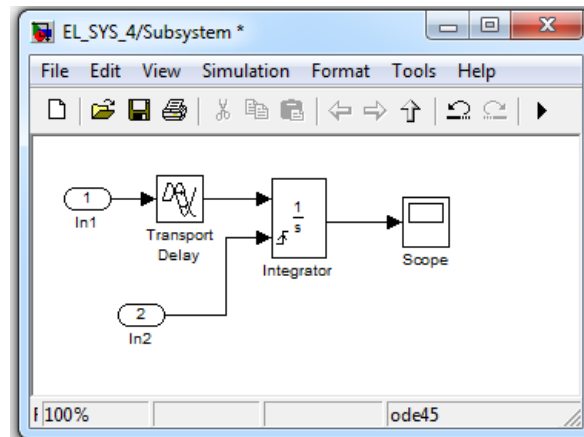 EL_SYS_4/Subsystem *
File Edit View Simulation Format Tools Help
1
In1
Transport
Delay
1
s
Integrator
Scope
2
In2
100%
ode45